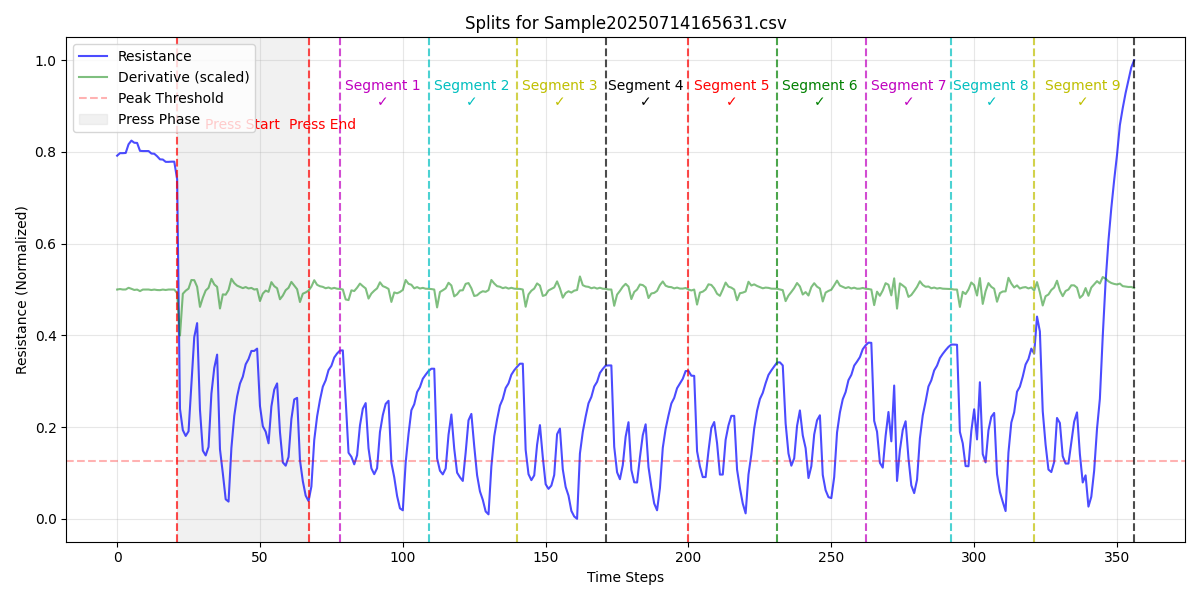 Splits for Sample20250714165631.csv
Resistance
Derivative (scaled)
Peak Threshold
Press Phase
Press Start
Press End
Segment 1
✓
Segment 2
✓
Segment 3
✓
Segment 4
✓
Segment 5
✓
Segment 6
✓
Segment 7
✓
Segment 8
✓
Segment 9
✓
Resistance (Normalized)
1.0
0.8
0.6
0.4
0.2
0.0
0
50
100
150
200
250
300
350
Time Steps